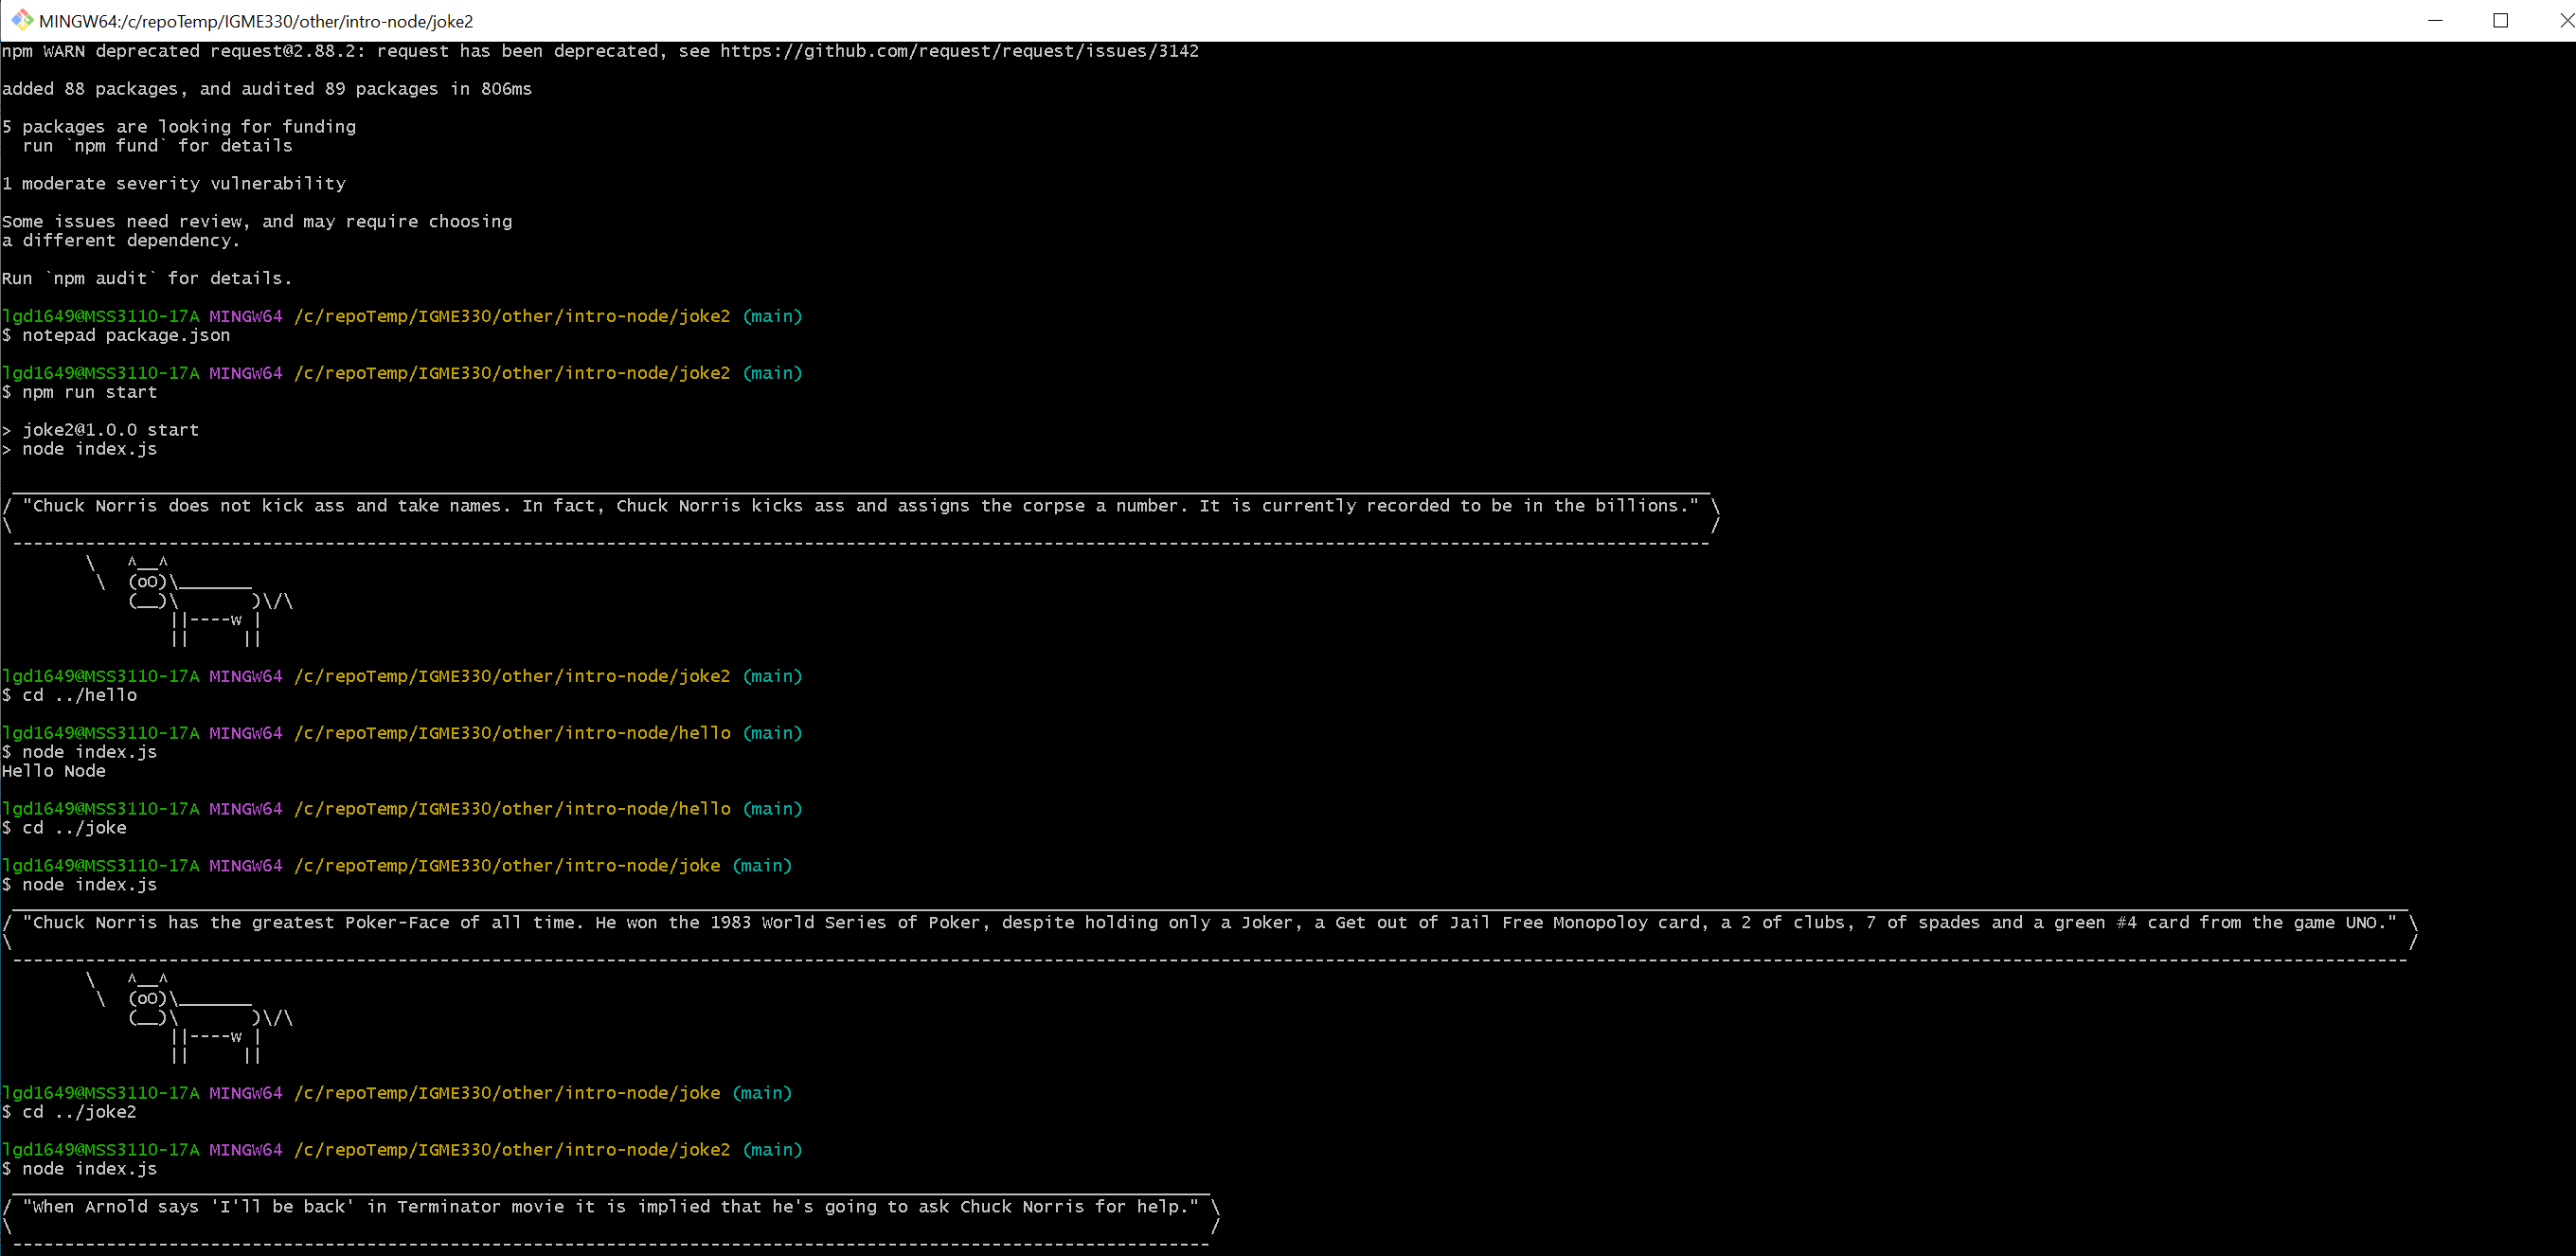 MINGW64:/c/repoTemp/IGME330/other/intro-node/joke2
npm WARN deprecated request@2.88.2: request has been deprecated, see https://github.com/request/request/issues/3142
added 88 packages, and audited 89 packages in 806ms
5 packages are looking for funding
  run `npm fund` for details
1 moderate severity vulnerability
Some issues need review, and may require choosing
a different dependency.
Run `npm audit` for details.
lgd1649@MSS3110-17A MINGW64 /c/repoTemp/IGME330/other/intro-node/joke2 (main)
$ notepad package.json
lgd1649@MSS3110-17A MINGW64 /c/repoTemp/IGME330/other/intro-node/joke2 (main)
$ npm run start
> joke2@1.0.0 start
> node index.js
/ "Chuck Norris does not kick ass and take names. In fact, Chuck Norris kicks ass and assigns the corpse a number. It is currently recorded to be in the billions." \
\ /
        \   ^__^
         \  (oO)\_______
            (__)\       )\/\
                ||----w |
                ||     ||
lgd1649@MSS3110-17A MINGW64 /c/repoTemp/IGME330/other/intro-node/joke2 (main)
$ cd ../hello
lgd1649@MSS3110-17A MINGW64 /c/repoTemp/IGME330/other/intro-node/hello (main)
$ node index.js
Hello Node
lgd1649@MSS3110-17A MINGW64 /c/repoTemp/IGME330/other/intro-node/hello (main)
$ cd ../joke
lgd1649@MSS3110-17A MINGW64 /c/repoTemp/IGME330/other/intro-node/joke (main)
$ node index.js
/ "Chuck Norris has the greatest Poker-Face of all time. He won the 1983 World Series of Poker, despite holding only a Joker, a Get out of Jail Free Monopoloy card, a 2 of clubs, 7 of spades and a green #4 card from the game UNO." \
\ /
        \   ^__^
         \  (oO)\_______
            (__)\       )\/\
                ||----w |
                ||     ||
lgd1649@MSS3110-17A MINGW64 /c/repoTemp/IGME330/other/intro-node/joke (main)
$ cd ../joke2
lgd1649@MSS3110-17A MINGW64 /c/repoTemp/IGME330/other/intro-node/joke2 (main)
$ node index.js
/ "When Arnold says 'I'll be back' in Terminator movie it is implied that he's going to ask Chuck Norris for help." \
\ /